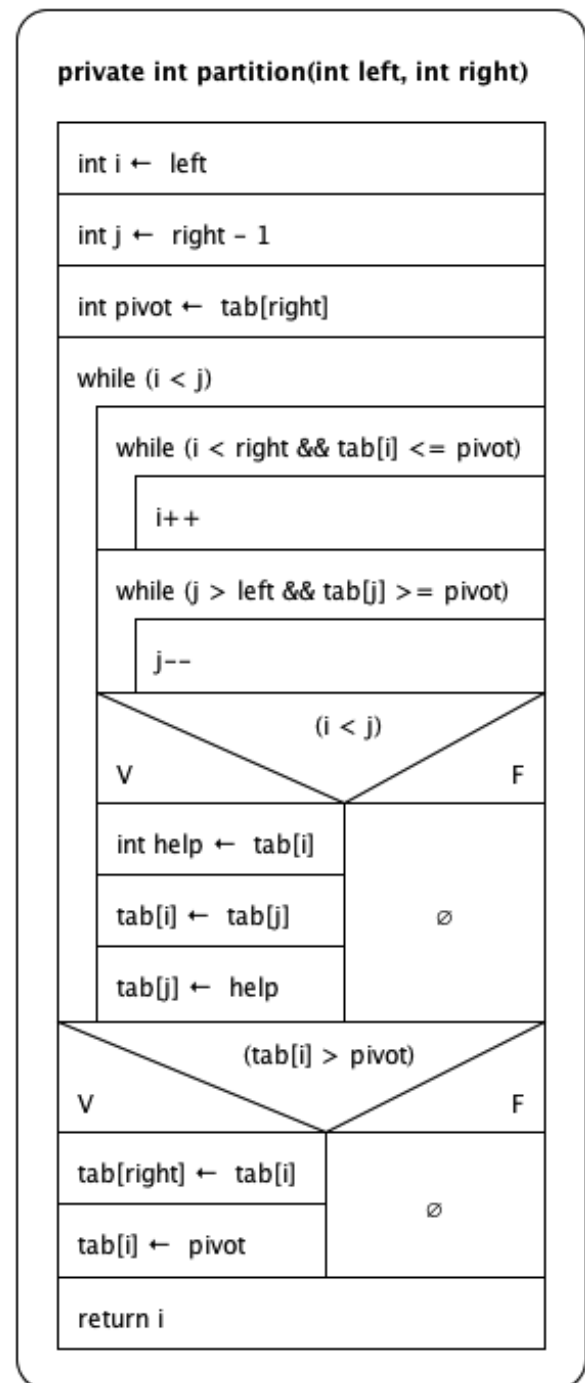 private int partition(int left, int right)
int i ← left
int j ← right - 1
int pivot ← tab[right]
while (i < j)
while (i < right && tab[i] <= pivot)
i++
while (j > left && tab[j] >= pivot)
j--
(i < j)
V F
int help ← tab[i]
tab[i] ← tab[j]
∅
tab[j] ← help
(tab[i] > pivot)
V F
tab[right] ← tab[i]
∅
tab[i] ← pivot
return i